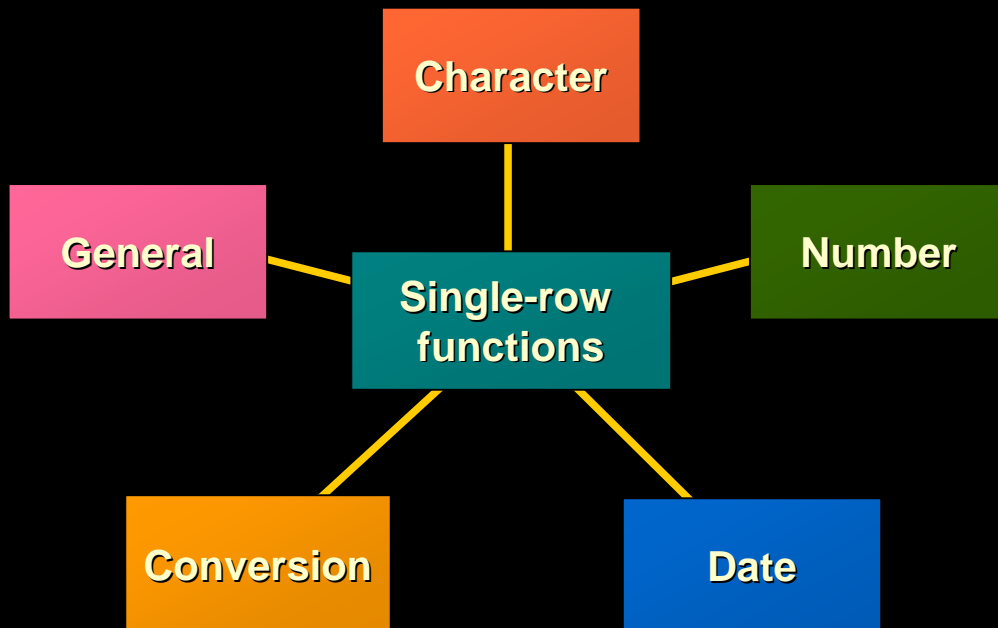 Character
General
Number
Single-row
functions
Conversion
Date